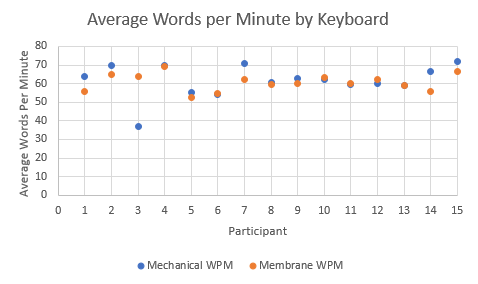 Average Words per Minute by Keyboard
Average Words Per Minute
80
70
60
50
40
30
20
10
0
0 1 2 3 4 5 6 7 8 9 10 11 12 13 14 15
Participant
Mechanical WPM Membrane WPM